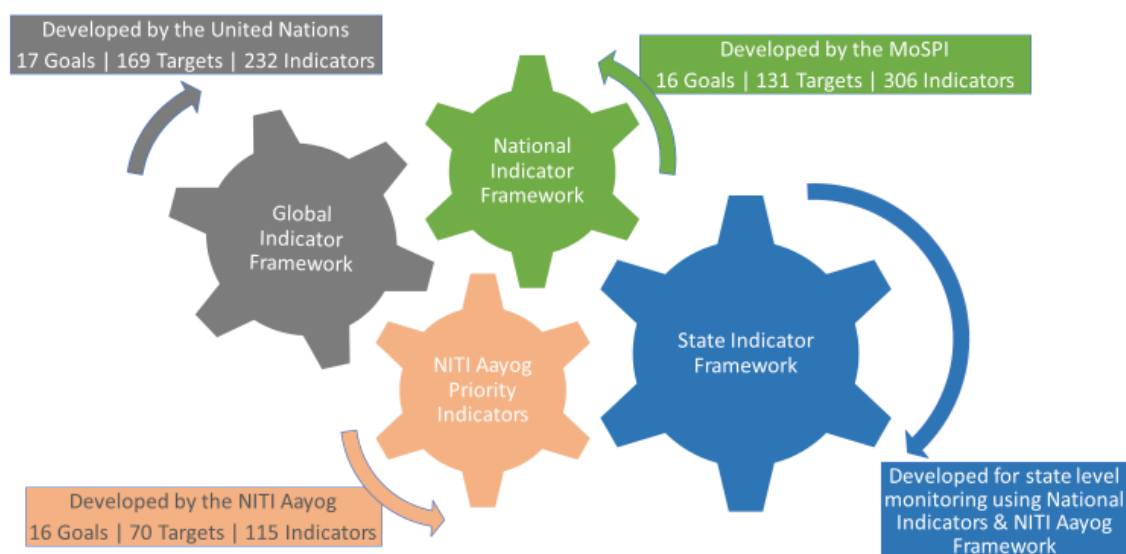 Developed by the United Nations
17 Goals | 169 Targets | 232 Indicators
Developed by the MoSPI
16 Goals | 131 Targets | 306 Indicators
National
Indicator
Framework
Global
Indicator
Framework
State Indicator
Framework
NITI Aayog
Priority
Indicators
Developed by the NITI Aayog
16 Goals | 70 Targets | 115 Indicators
Developed for state level
monitoring using National
Indicators & NITI Aayog
Framework